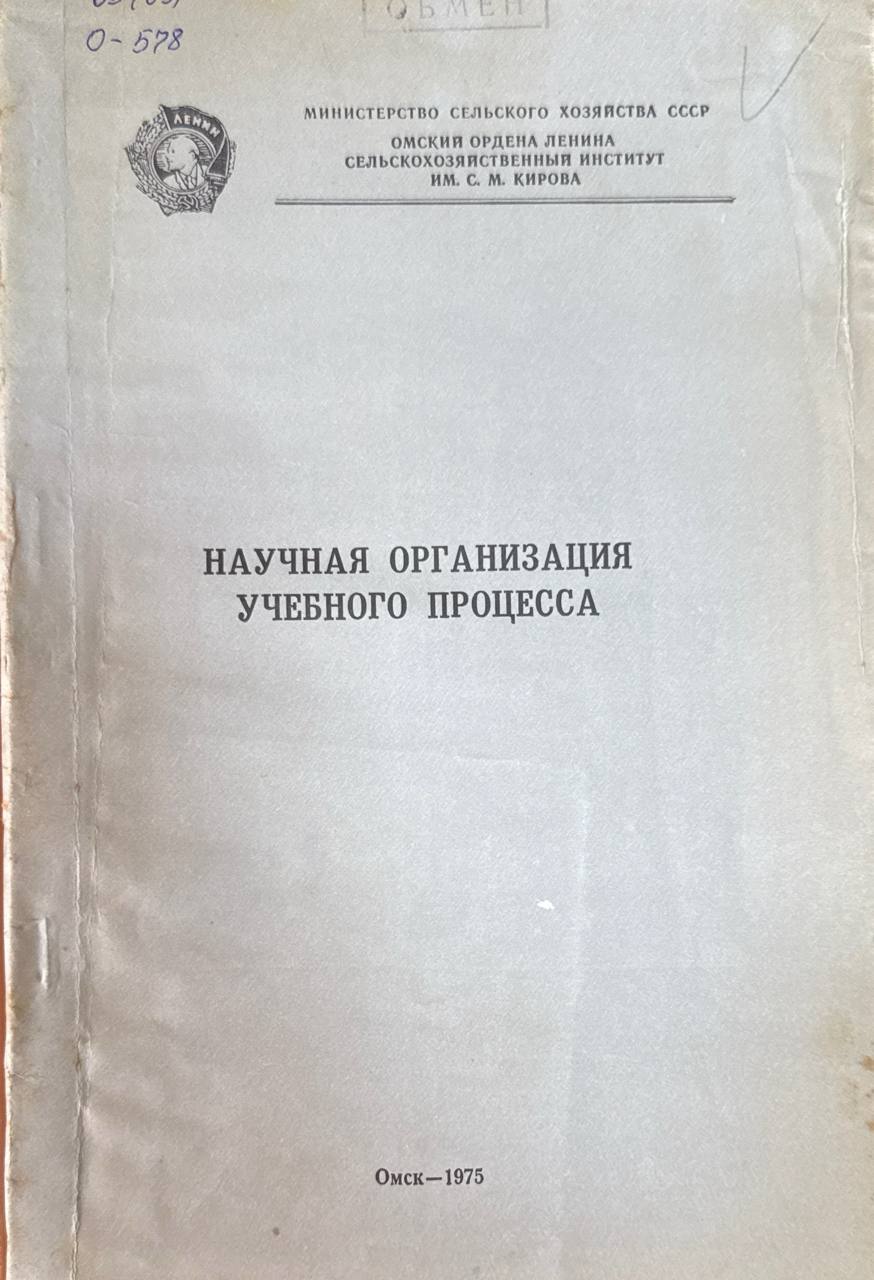 О-578
ОБМЕН
ЛЕНИН
МИНИСТЕРСТВО СЕЛЬСКОГО ХОЗЯЙСТВА СССР
ОМСКИЙ ОРДЕНА ЛЕНИНА
СЕЛЬСКОХОЗЯЙСТВЕННЫЙ ИНСТИТУТ
ИМ. С. М. КИРОВА
НАУЧНАЯ ОРГАНИЗАЦИЯ
УЧЕБНОГО ПРОЦЕССА
Омск—1975